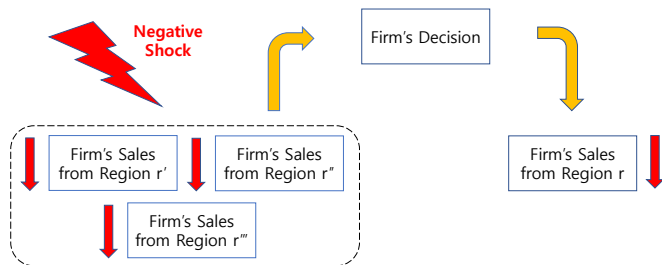 Negative
Shock
Firm's Decision
Firm's Sales
from Region r'
Firm's Sales
from Region r"
Firm's Sales
from Region r
Firm's Sales
from Region r'"